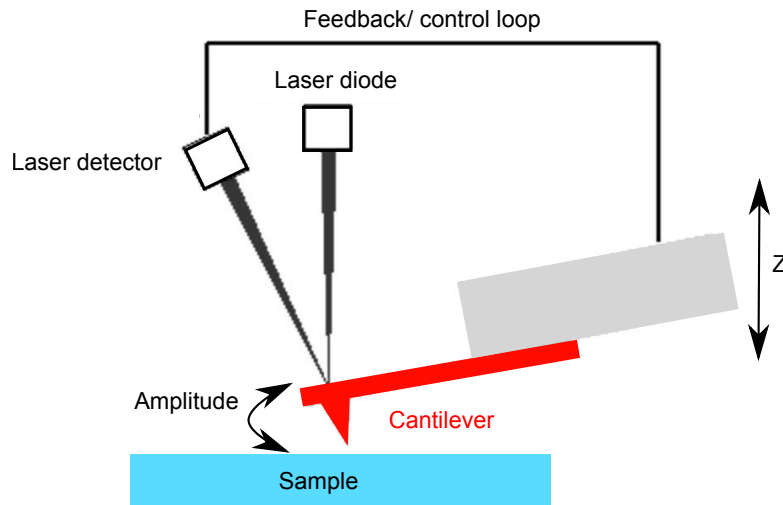 Feedback/ control loop
Laser diode
Laser detector
Z
Amplitude
Cantilever
Sample